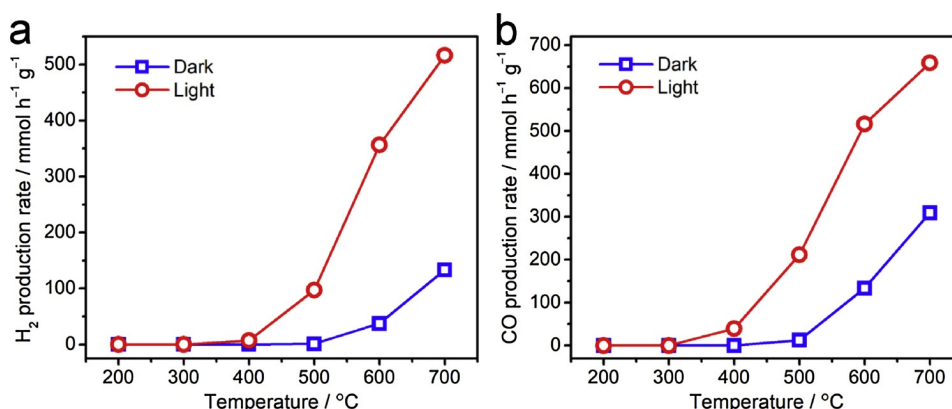 a
H₂ production rate / mmol h⁻¹ g⁻¹
500
400
300
200
100
0
Dark
Light
200 300 400 500 600 700
Temperature / °C
b
CO production rate / mmol h⁻¹ g⁻¹
700
600
500
400
300
200
100
0
Dark
Light
200 300 400 500 600 700
Temperature / °C